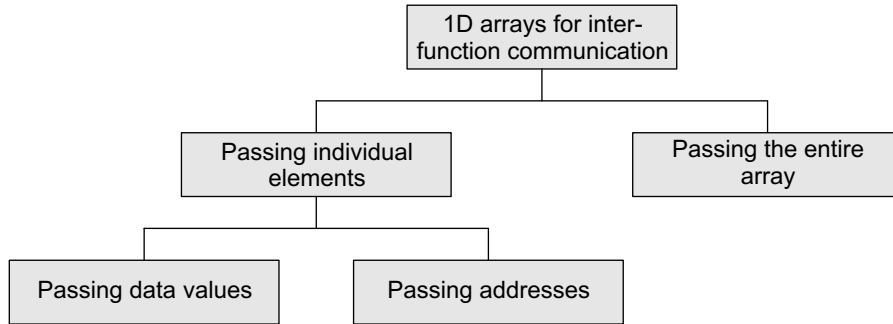 1D arrays for inter-
function communication
Passing individual
elements
Passing the entire
array
Passing data values
Passing addresses